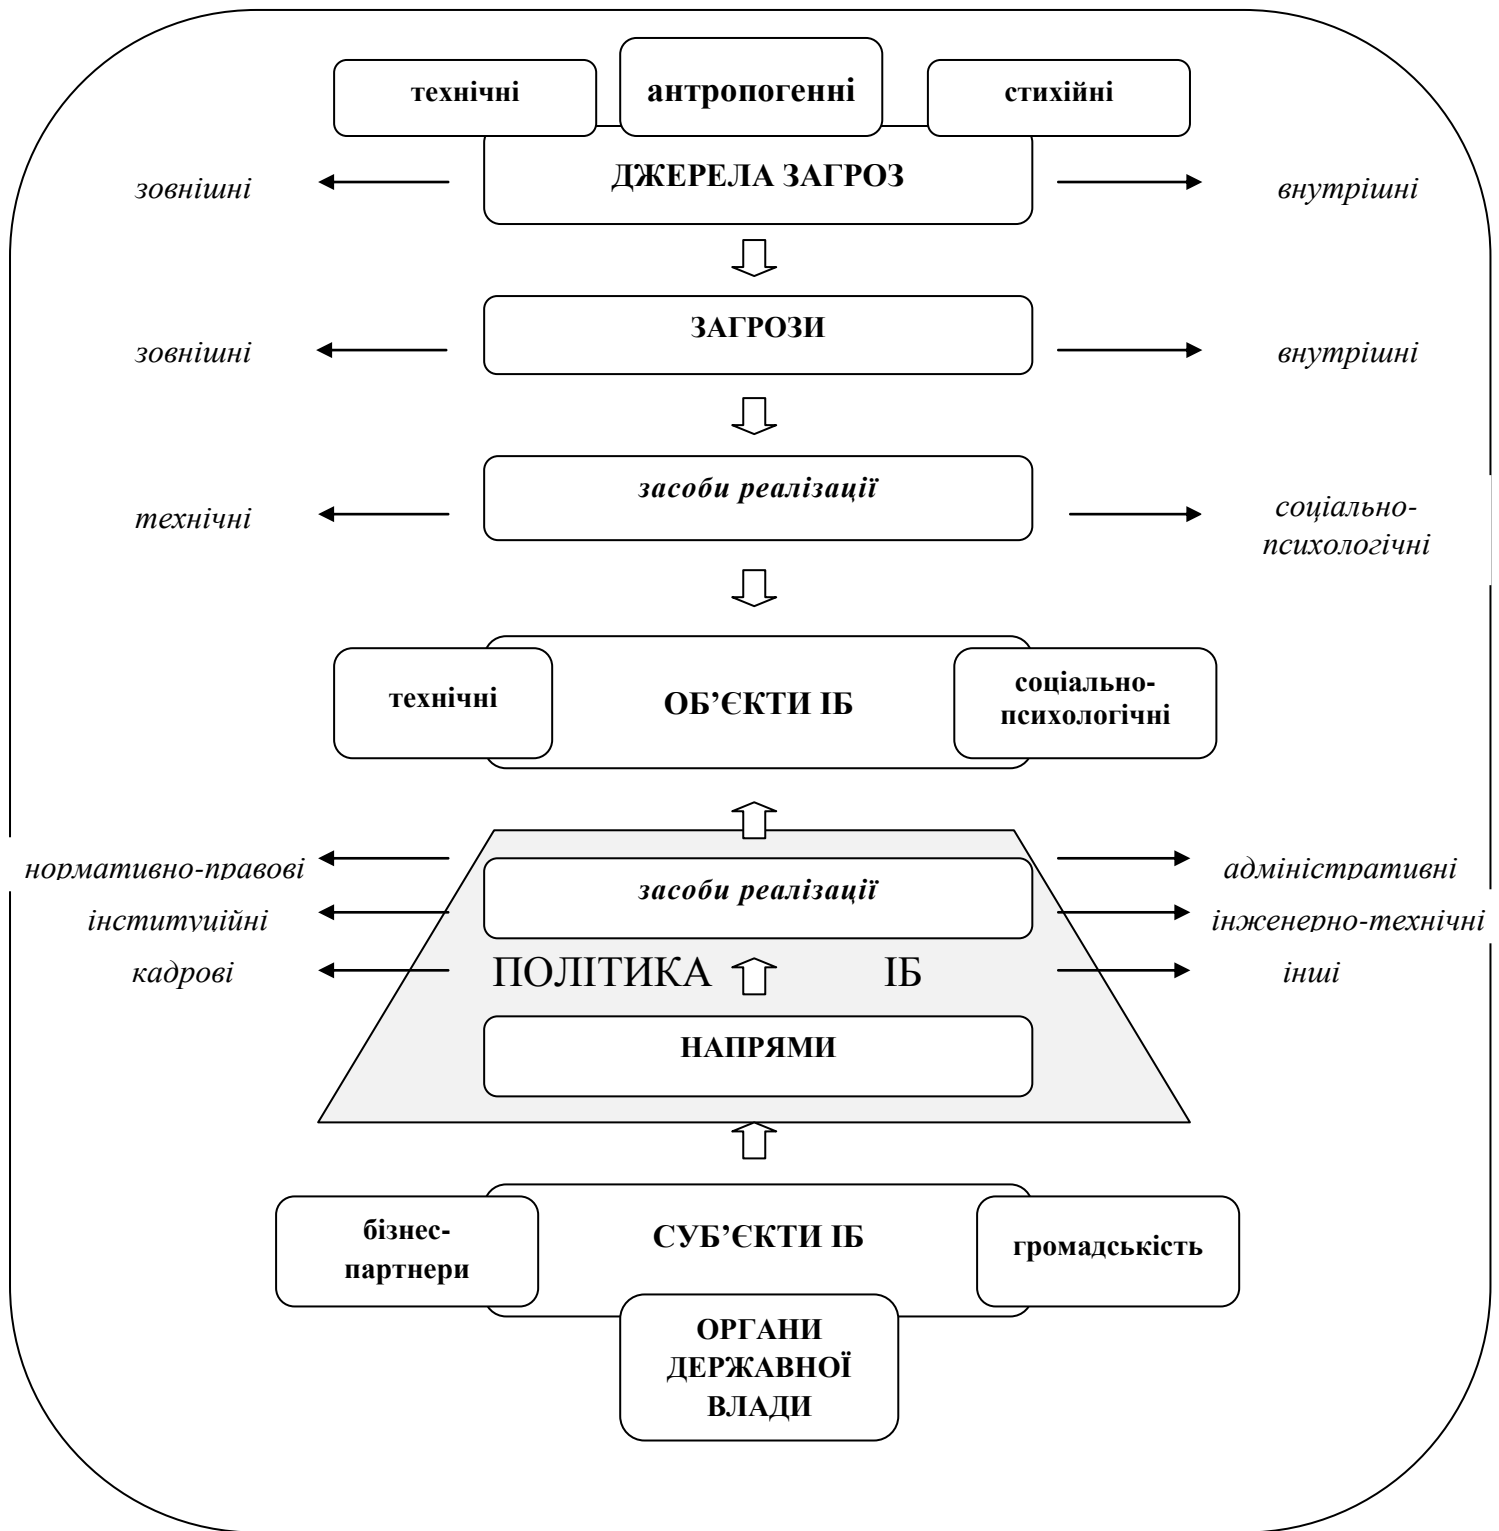 технічні
антропогенні
стихійні
ДЖЕРЕЛА ЗАГРОЗ
зовнішні
внутрішні
ЗАГРОЗИ
зовнішні
внутрішні
засоби реалізації
технічні
соціально-
психологічні
технічні
ОБ’ЄКТИ ІБ
соціально-
психологічні
нормативно-правові
адміністративні
засоби реалізації
інституційні
інженерно-технічні
кадрові
ПОЛІТИКА ІБ
інші
НАПРЯМИ
бізнес-
партнери
СУБ’ЄКТИ ІБ
громадськість
ОРГАНИ
ДЕРЖАВНОЇ
ВЛАДИ